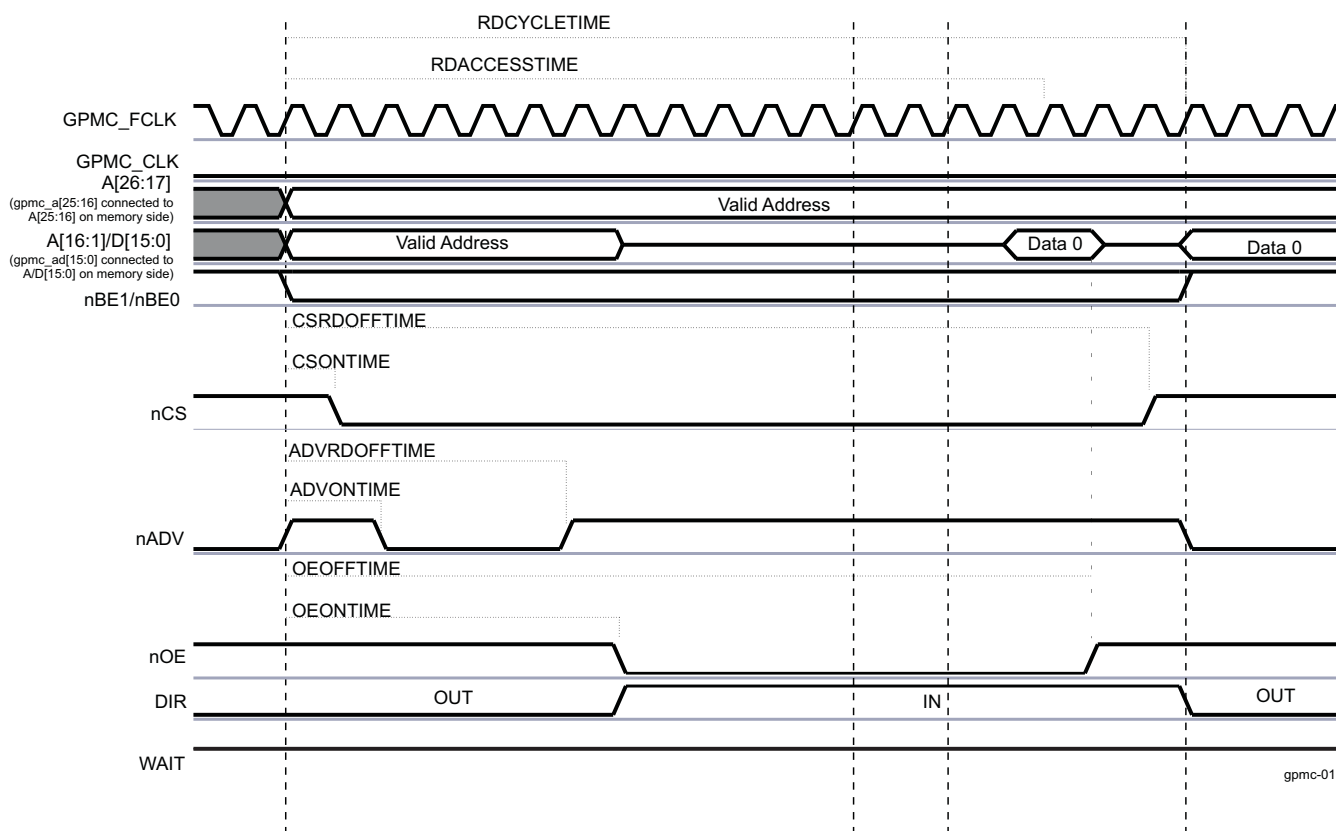 RDCYCLETIME
RDACCESSTIME
GPMC_FCLK
GPMC_CLK
A[26:17]
(gpmc_a[25:16] connected to
A[25:16] on memory side)
Valid Address
A[16:1]/D[15:0]
(gpmc_ad[15:0] connected to
A/D[15:0] on memory side)
Valid Address
Data 0
Data 0
nBE1/nBE0
CSRDOFFTIME
CSONTIME
nCS
ADVRDOFFTIME
ADVONTIME
nADV
OEOFFTIME
OEONTIME
nOE
DIR
OUT
IN
OUT
WAIT
gpmc-01